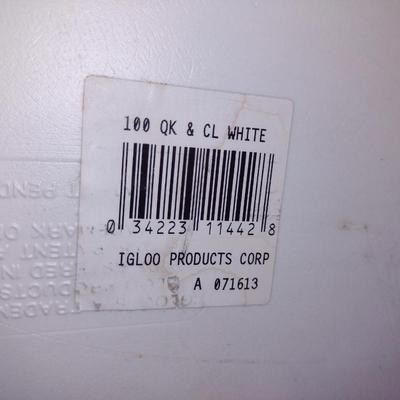 100 QK & CL WHITE
0 34223 11442 8
IGLOO PRODUCTS CORP
A 071613